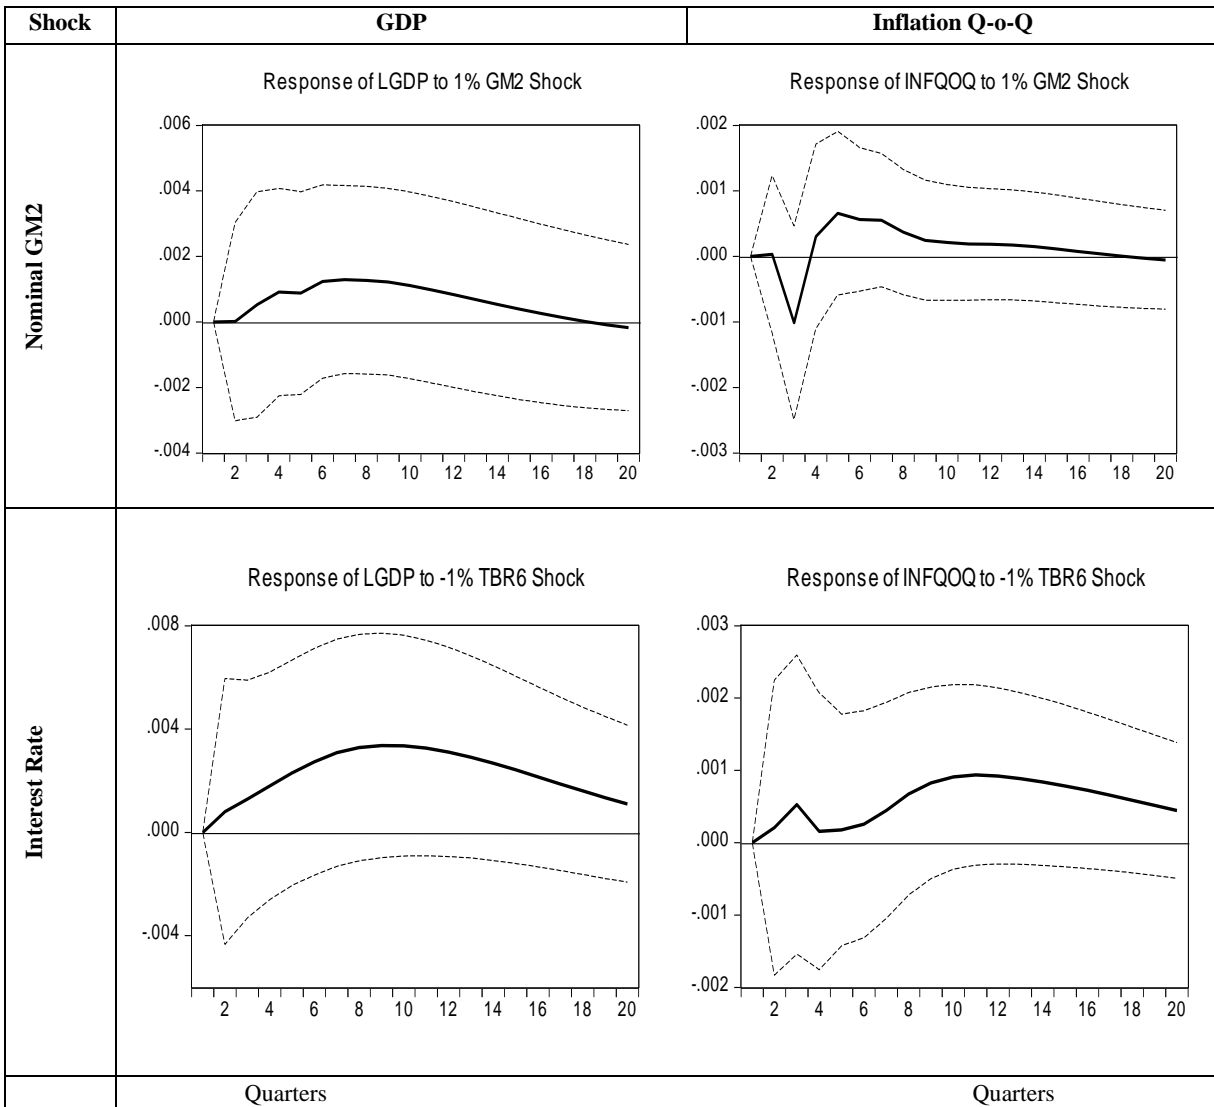 Shock GDP Inflation Q-o-Q
Nominal GM2
Response of LGDP to 1% GM2 Shock
.006
.004
.002
.000
-.002
-.004
2 4 6 8 10 12 14 16 18 20
Response of INFQOQ to 1% GM2 Shock
.002
.001
.000
-.001
-.002
-.003
2 4 6 8 10 12 14 16 18 20
Interest Rate
Response of LGDP to -1% TBR6 Shock
.008
.004
.000
-.004
2 4 6 8 10 12 14 16 18 20
Response of INFQOQ to -1% TBR6 Shock
.003
.002
.001
.000
-.001
-.002
2 4 6 8 10 12 14 16 18 20
Quarters Quarters